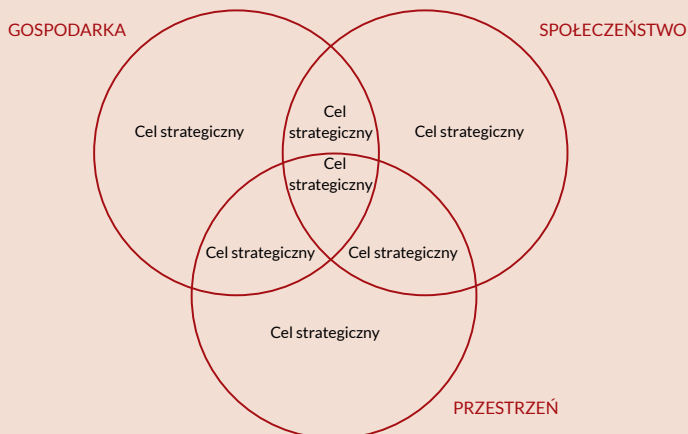 GOSPODARKA
SPOŁECZEŃSTWO
Cel strategiczny
Cel
strategiczny
Cel strategiczny
Cel
strategiczny
Cel strategiczny
Cel strategiczny
Cel strategiczny
PRZESTRZEŃ